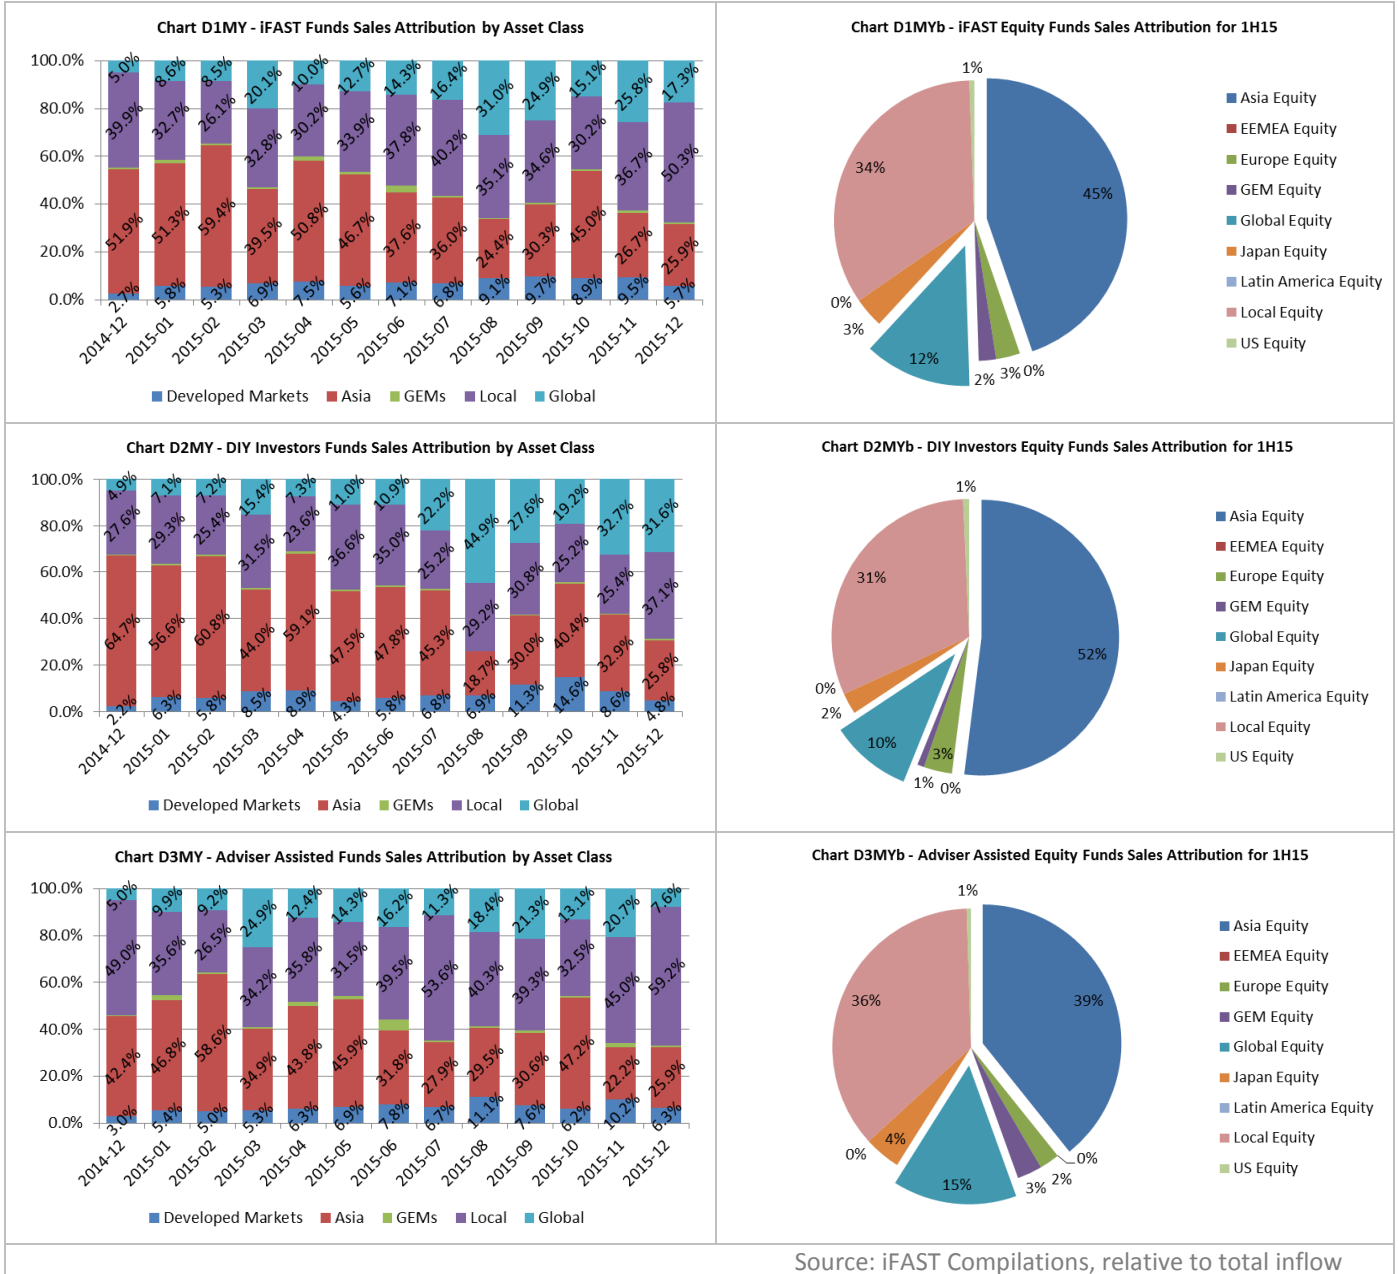 Chart D1MY - iFAST Funds Sales Attribution by Asset Class
100.0%
80.0%
60.0%
40.0%
20.0%
0.0%
5.0% 8.6% 8.5% 20.1% 10.0% 12.7% 14.3% 16.4% 31.0% 24.9% 15.1% 25.8% 17.3%
39.9% 32.7% 26.1% 32.8% 30.2% 33.9% 37.8% 40.2% 35.1% 34.6% 30.2% 36.7% 50.3%
51.9% 51.3% 59.4% 39.5% 50.8% 46.7% 37.6% 36.0% 24.4% 30.3% 45.0% 26.7% 25.9%
2.7% 5.8% 5.3% 6.9% 7.5% 5.6% 7.1% 6.8% 9.1% 9.7% 8.9% 9.5% 5.7%
2014-12 2015-01 2015-02 2015-03 2015-04 2015-05 2015-06 2015-07 2015-08 2015-09 2015-10 2015-11 2015-12
Developed Markets Asia GEMs Local Global
Chart D1MYb - iFAST Equity Funds Sales Attribution for 1H15
1%
45%
34%
0%
3%
12%
2% 3% 0%
Asia Equity
EEMEA Equity
Europe Equity
GEM Equity
Global Equity
Japan Equity
Latin America Equity
Local Equity
US Equity
Chart D2MY - DIY Investors Funds Sales Attribution by Asset Class
100.0%
80.0%
60.0%
40.0%
20.0%
0.0%
4.9% 7.1% 7.2% 15.4% 7.3% 11.0% 10.9% 22.2% 44.9% 27.6% 19.2% 32.7% 31.6%
27.6% 29.3% 25.4% 31.5% 23.6% 36.6% 35.0% 25.2% 29.2% 30.8% 25.2% 25.4% 37.1%
64.7% 56.6% 60.8% 44.0% 59.1% 47.5% 47.8% 45.3% 18.7% 30.0% 40.4% 32.9% 25.8%
2.2% 6.3% 5.8% 8.5% 8.9% 4.3% 5.8% 6.8% 6.9% 11.3% 14.6% 8.6% 4.8%
2014-12 2015-01 2015-02 2015-03 2015-04 2015-05 2015-06 2015-07 2015-08 2015-09 2015-10 2015-11 2015-12
Developed Markets Asia GEMs Local Global
Chart D2MYb - DIY Investors Equity Funds Sales Attribution for 1H15
1%
52%
31%
0%
2%
10%
3%
1% 0%
Asia Equity
EEMEA Equity
Europe Equity
GEM Equity
Global Equity
Japan Equity
Latin America Equity
Local Equity
US Equity
Chart D3MY - Adviser Assisted Funds Sales Attribution by Asset Class
100.0%
80.0%
60.0%
40.0%
20.0%
0.0%
5.0% 9.9% 9.2% 24.9% 12.4% 14.3% 16.2% 11.3% 18.4% 21.3% 13.1% 20.7% 7.6%
49.0% 35.6% 26.5% 34.2% 35.8% 31.5% 39.5% 53.6% 40.3% 39.3% 32.5% 45.0% 59.2%
42.4% 46.8% 58.6% 34.9% 43.8% 45.9% 31.8% 27.9% 29.5% 30.6% 47.2% 22.2% 25.9%
3.0% 5.4% 5.0% 5.3% 6.3% 6.9% 7.8% 6.7% 11.1% 7.6% 6.2% 10.2% 6.3%
2014-12 2015-01 2015-02 2015-03 2015-04 2015-05 2015-06 2015-07 2015-08 2015-09 2015-10 2015-11 2015-12
Developed Markets Asia GEMs Local Global
Chart D3MYb - Adviser Assisted Equity Funds Sales Attribution for 1H15
1%
39%
36%
0%
4%
15%
3% 2% 0%
Asia Equity
EEMEA Equity
Europe Equity
GEM Equity
Global Equity
Japan Equity
Latin America Equity
Local Equity
US Equity
Source: iFAST Compilations, relative to total inflow